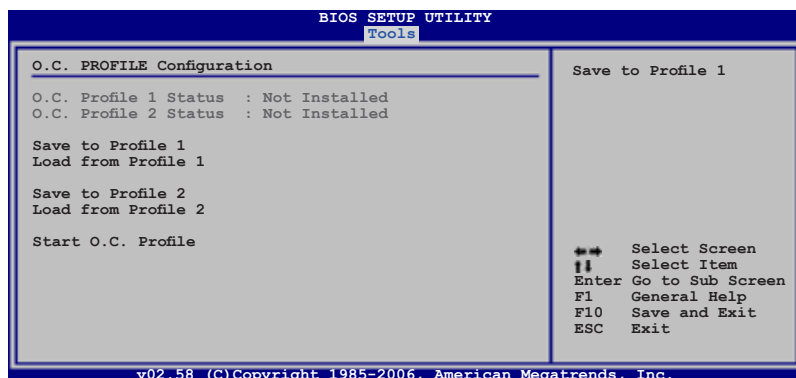 BIOS SETUP UTILITY
Tools
O.C. PROFILE Configuration
O.C. Profile 1 Status : Not Installed
O.C. Profile 2 Status : Not Installed
Save to Profile 1
Load from Profile 1
Save to Profile 2
Load from Profile 2
Start O.C. Profile
Save to Profile 1
Select Screen
Select Item
Enter Go to Sub Screen
F1 General Help
F10 Save and Exit
ESC Exit
v02.58 (C)Copyright 1985-2006, American Megatrends, Inc.